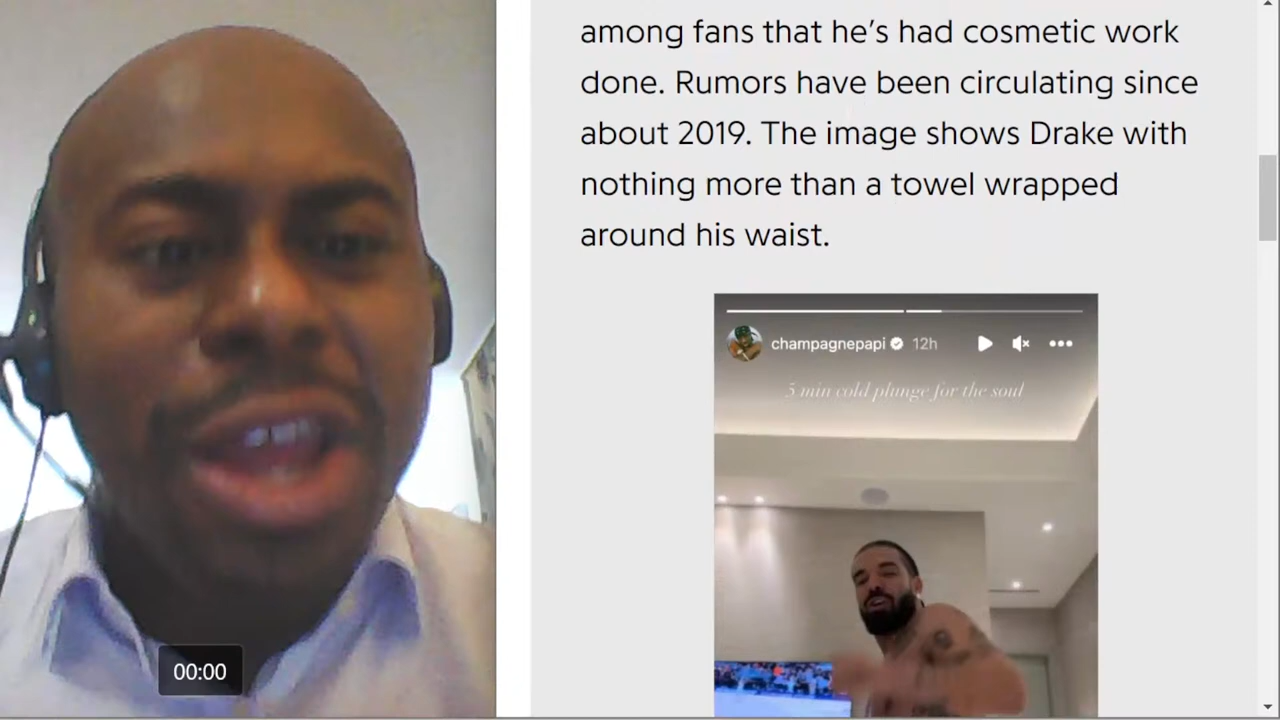 among fans that he’s had cosmetic work
done. Rumors have been circulating since
about 2019. The image shows Drake with
nothing more than a towel wrapped
around his waist.
champagnepapi 12h
5 min cold plunge for the soul
00:00